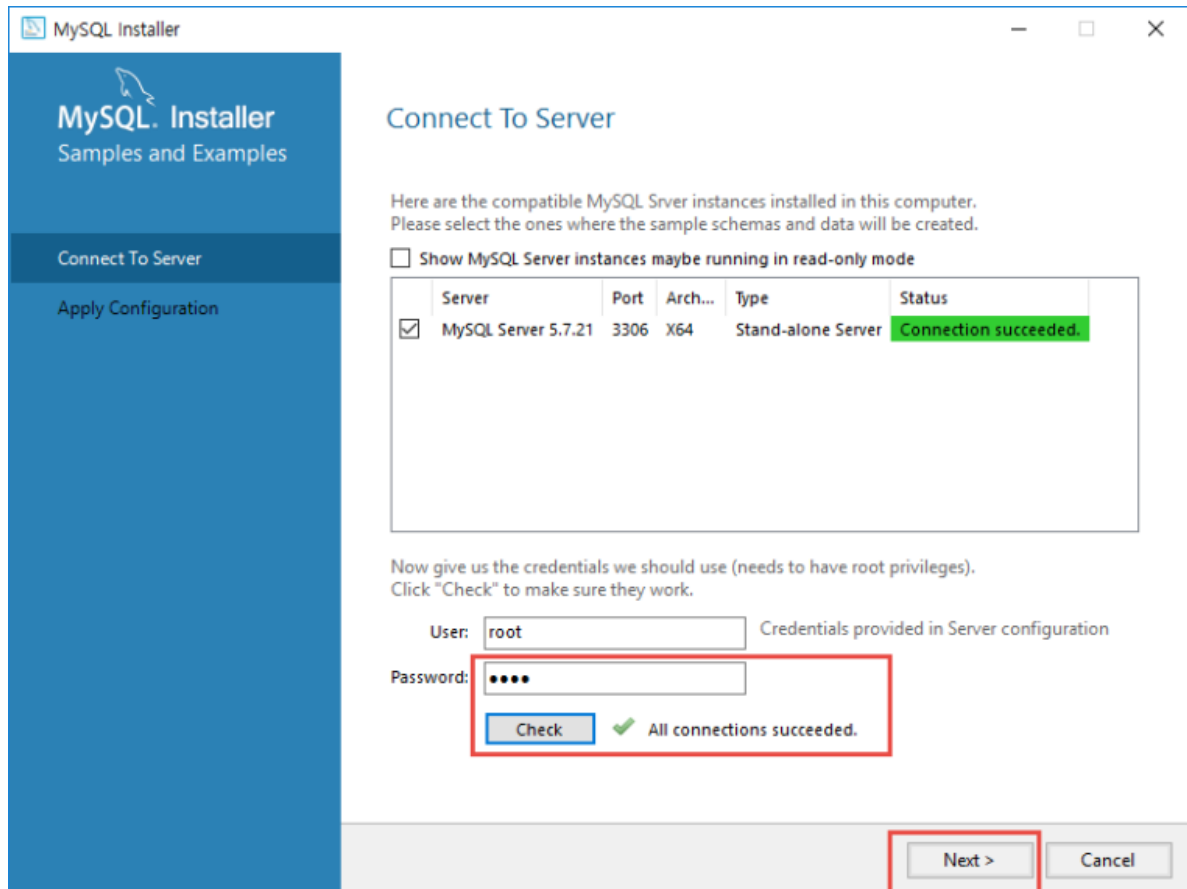 MySQL Installer
MySQL. Installer
Samples and Examples
Connect To Server
Apply Configuration
Connect To Server
Here are the compatible MySQL Srver instances installed in this computer.
Please select the ones where the sample schemas and data will be created.
Show MySQL Server instances maybe running in read-only mode
Server Port Arch... Type Status
MySQL Server 5.7.21 3306 X64 Stand-alone Server Connection succeeded.
Now give us the credentials we should use (needs to have root privileges).
Click "Check" to make sure they work.
User: root Credentials provided in Server configuration
Password: ●●●●
Check All connections succeeded.
Next > Cancel